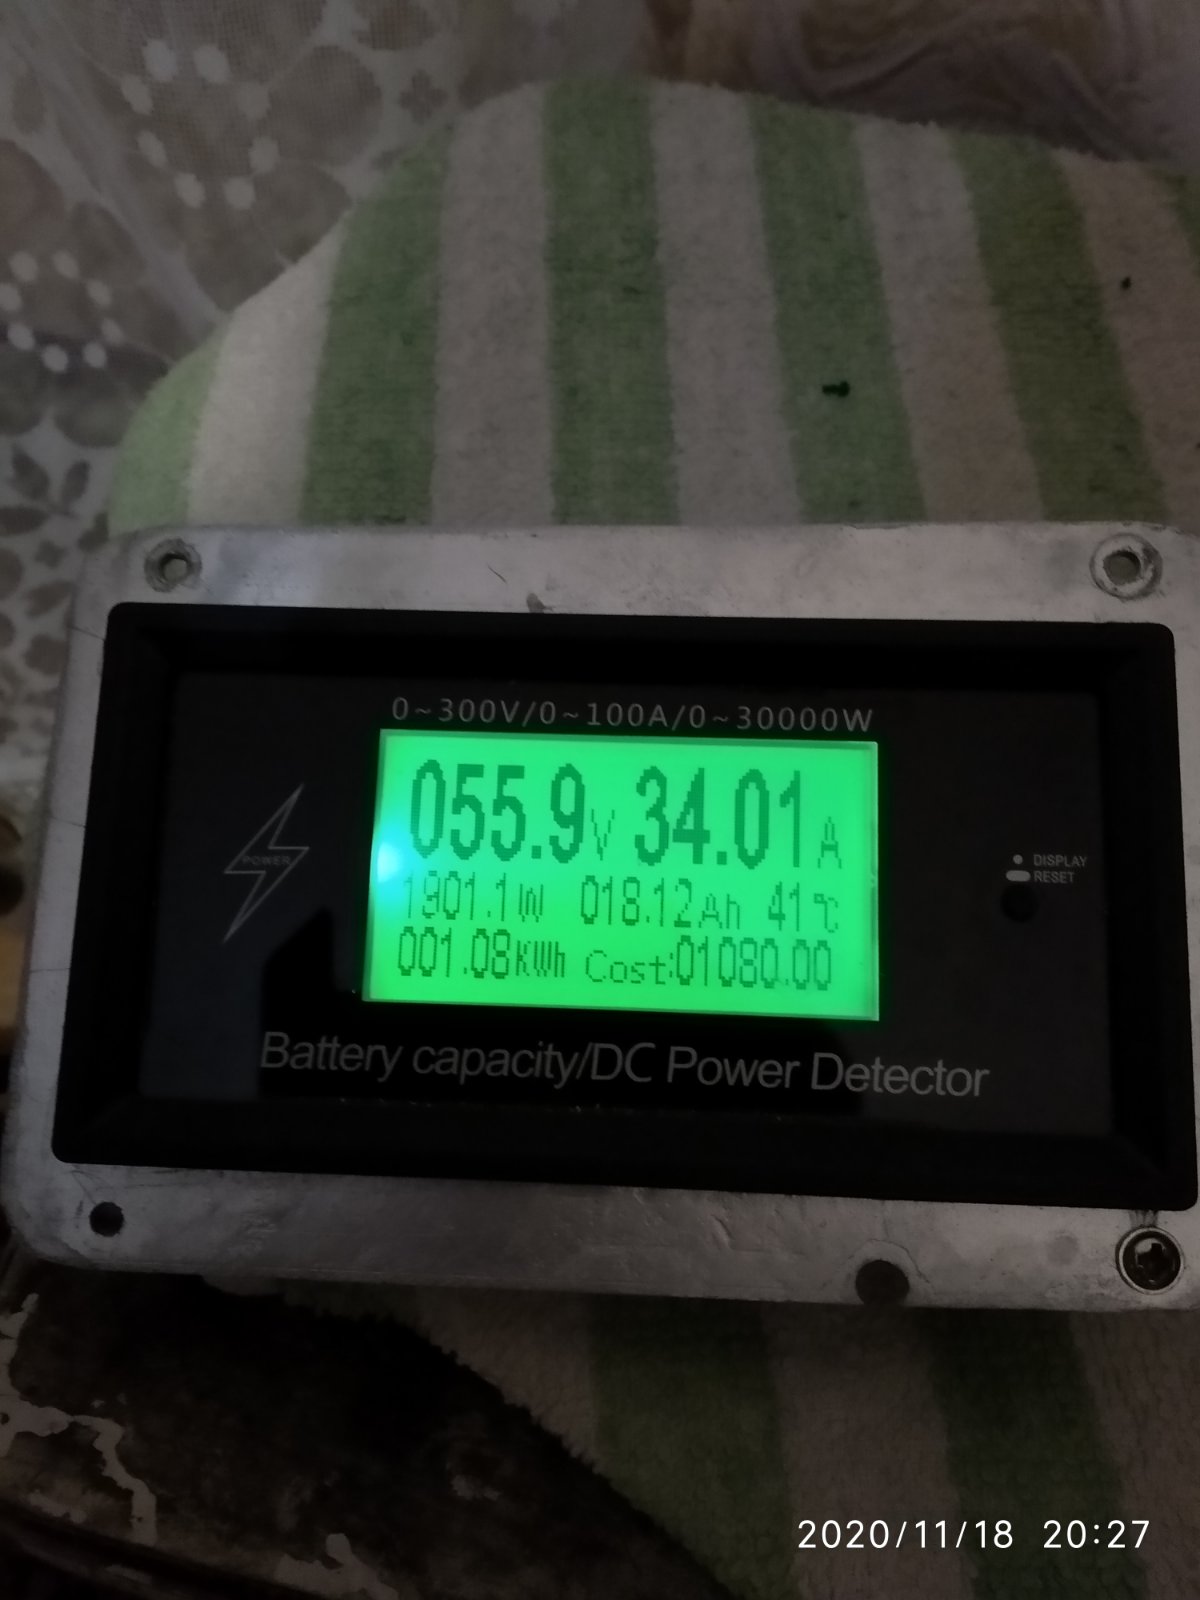 0~300V/0~100A/0~30000W
055.9V 34.01A
1901.1W 018.12Ah 41℃
001.08KWh Cost:01080.00
POWER
DISPLAY
RESET
Battery capacity/DC Power Detector
2020/11/18 20:27